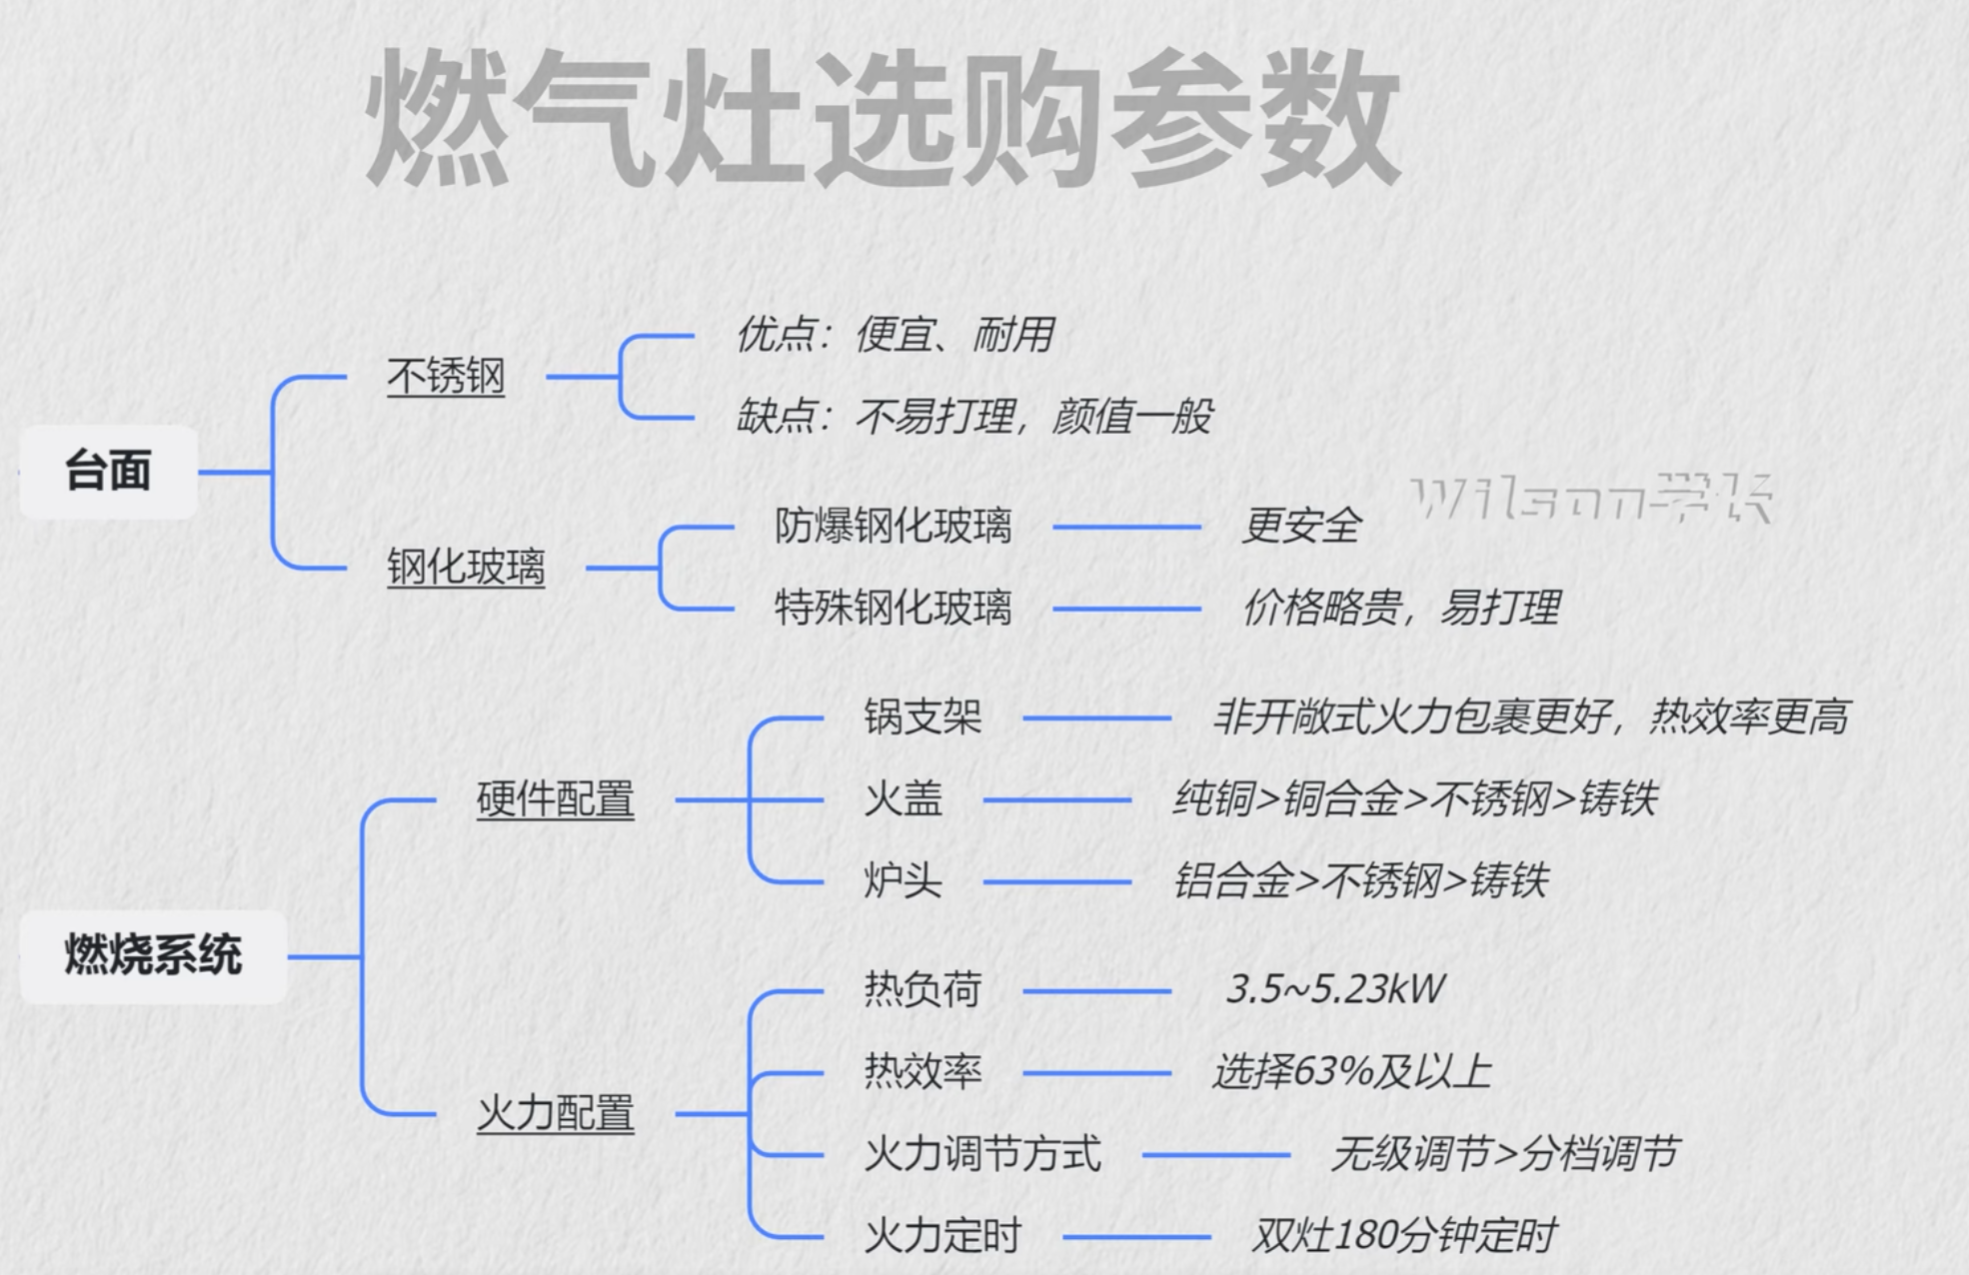 燃气灶选购参数
优点：便宜、耐用
不锈钢
缺点：不易打理，颜值一般
台面
Wilson学长
防爆钢化玻璃
更安全
钢化玻璃
特殊钢化玻璃
价格略贵，易打理
锅支架
非开敞式火力包裹更好，热效率更高
硬件配置
火盖
纯铜>铜合金>不锈钢>铸铁
炉头
铝合金>不锈钢>铸铁
燃烧系统
热负荷
3.5~5.23kW
热效率
选择63%及以上
火力配置
火力调节方式
无级调节>分档调节
火力定时
双灶180分钟定时